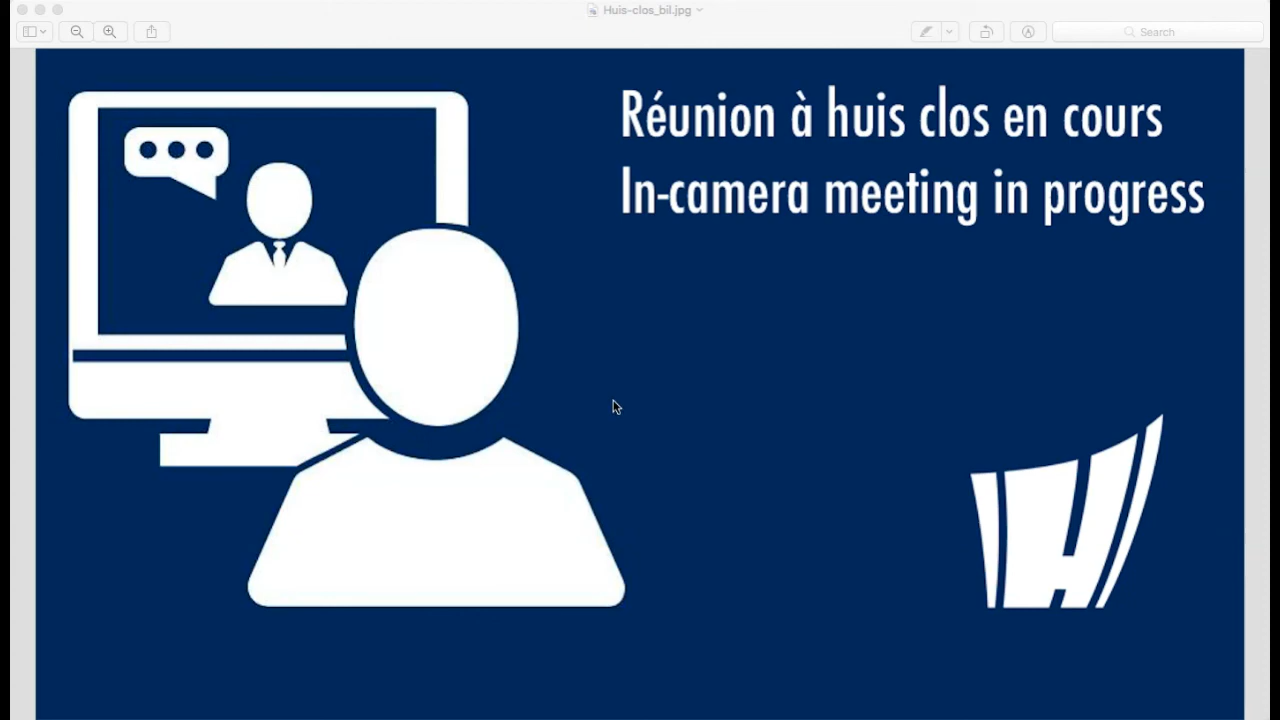 Huis-clos_bil.jpg
Search
Réunion à huis clos en cours
In-camera meeting in progress
H